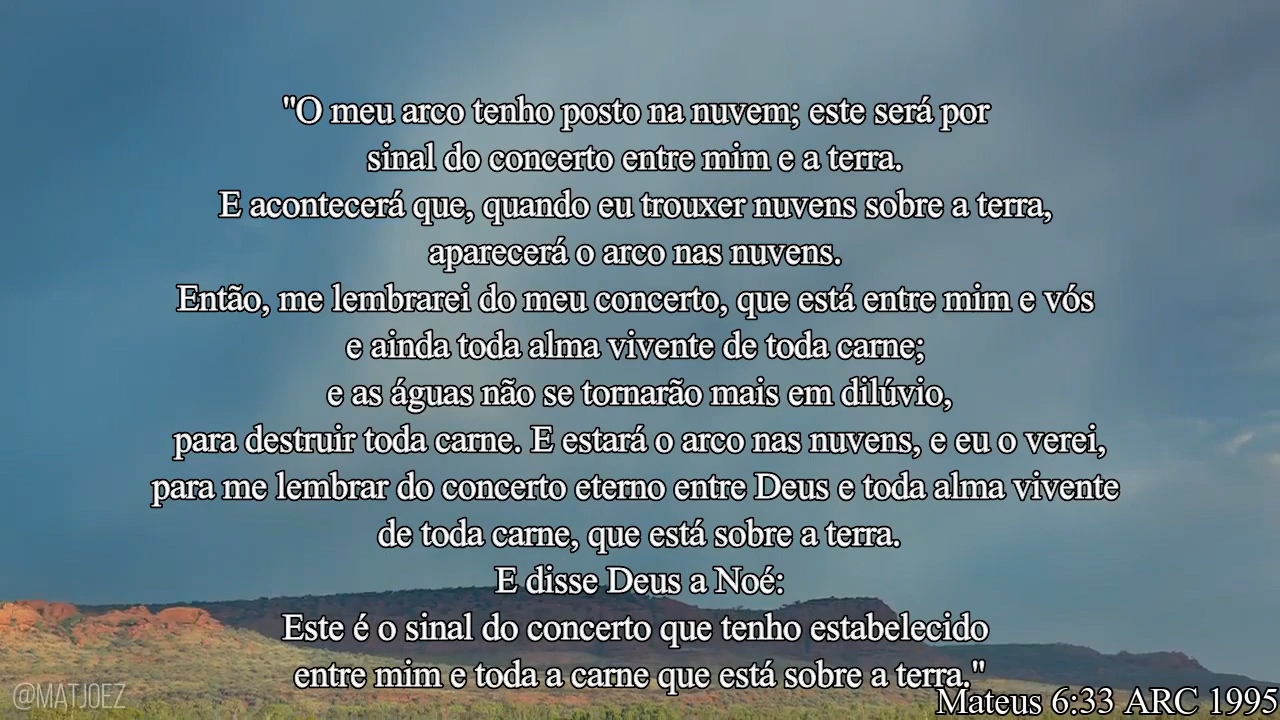 "O meu arco tenho posto na nuvem; este será por
sinal do concerto entre mim e a terra.
E acontecerá que, quando eu trouxer nuvens sobre a terra,
aparecerá o arco nas nuvens.
Então, me lembrarei do meu concerto, que está entre mim e vós
e ainda toda alma vivente de toda carne;
e as águas não se tornarão mais em dilúvio,
para destruir toda carne. E estará o arco nas nuvens, e eu o verei,
para me lembrar do concerto eterno entre Deus e toda alma vivente
de toda carne, que está sobre a terra.
E disse Deus a Noé:
Este é o sinal do concerto que tenho estabelecido
entre mim e toda a carne que está sobre a terra."
Mateus 6:33 ARC 1995
@MATJOEZ